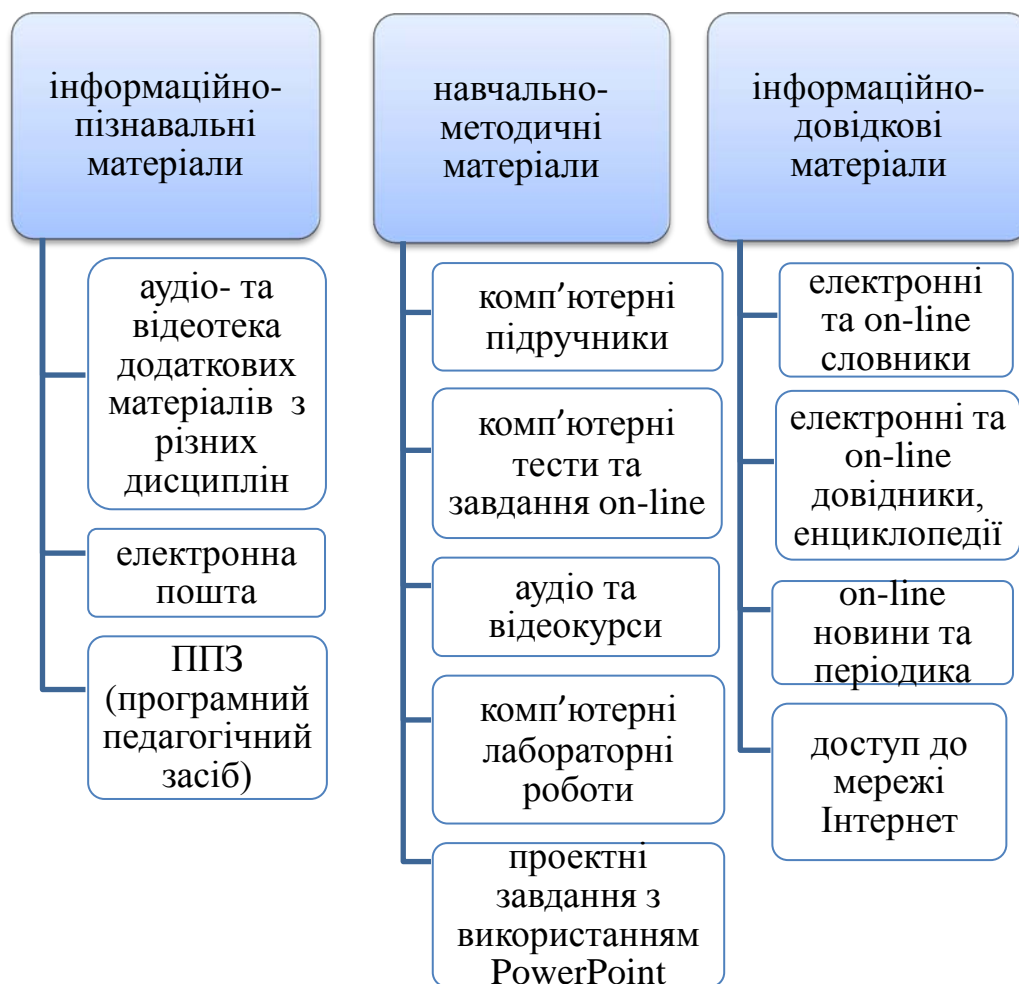 інформаційно-
пізнавальні
матеріали
аудіо- та
відеотека
додаткових
матеріалів з
різних
дисциплін
електронна
пошта
ППЗ
(програмний
педагогічний
засіб)
навчально-
методичні
матеріали
комп’ютерні
підручники
комп’ютерні
тести та
завдання on-line
аудіо та
відеокурси
комп’ютерні
лабораторні
роботи
проектні
завдання з
використанням
PowerPoint
інформаційно-
довідкові
матеріали
електронні
та on-line
словники
електронні та
on-line
довідники,
енциклопедії
on-line
новини та
періодика
доступ до
мережі
Інтернет